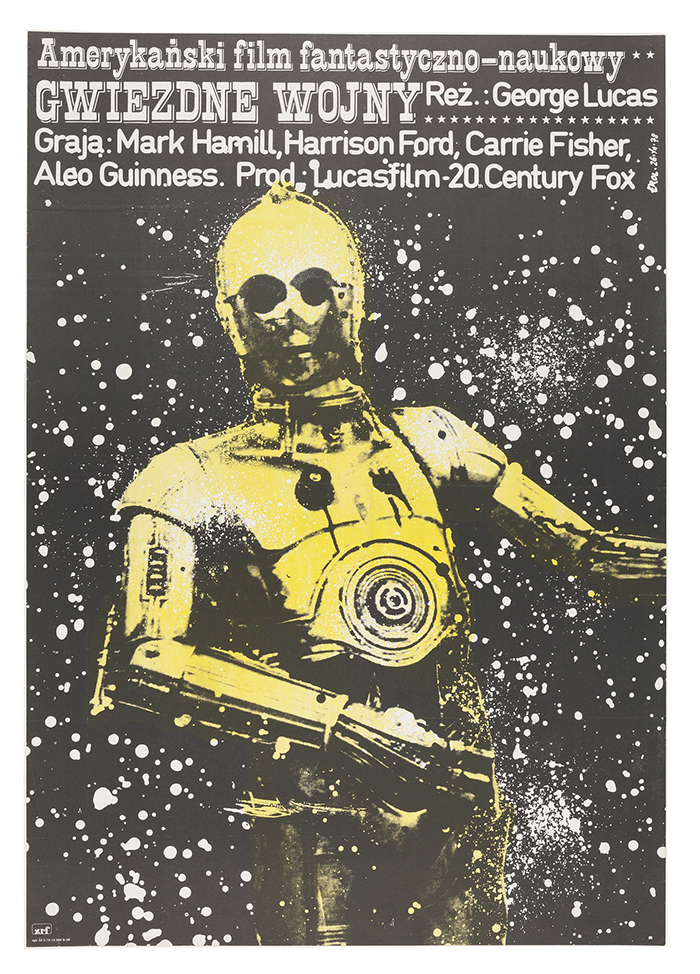 Amerykański film fantastyczno-naukowy ★ ★
GWIEZDNE WOJNY Reż.: George Lucas
Grają: Mark Hamill, Harrison Ford, Carrie Fisher,
Aleo Guinness. Prod.: Lucasfilm-20.Century Fox
zrf